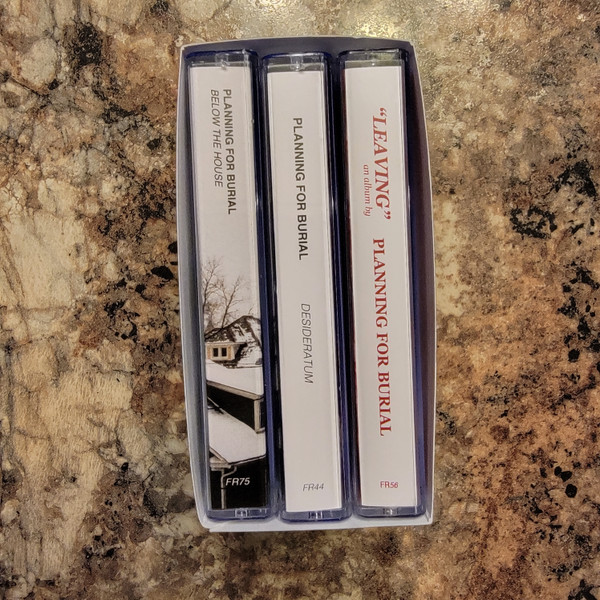 PLANNING FOR BURIAL
BELOW THE HOUSE
FR75
PLANNING FOR BURIAL
DESIDERATUM
FR44
“LEAVING”
an album by
PLANNING FOR BURIAL
FR56